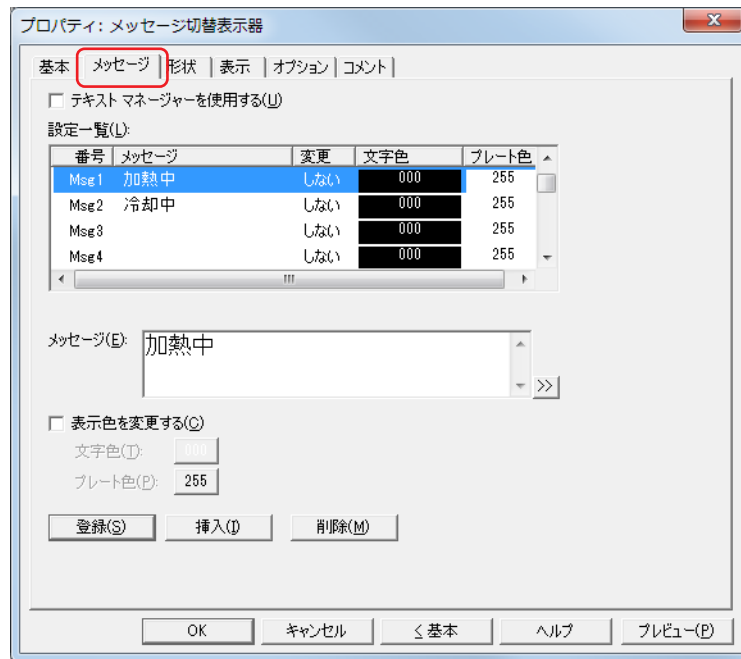 プロパティ: メッセージ切替表示器
基本 メッセージ 形状 表示 オプション コメント
テキスト マネージャーを使用する(U)
設定一覧(L):
番号 メッセージ 変更 文字色 プレート色
Msg1 加熱中 しない 000 255
Msg2 冷却中 しない 000 255
Msg3 しない 000 255
Msg4 しない 000 255
メッセージ(E): 加熱中
>>
表示色を変更する(C)
文字色(T): 000
プレート色(P): 255
登録(S) 挿入(I) 削除(M)
OK キャンセル < 基本 ヘルプ プレビュー(P)